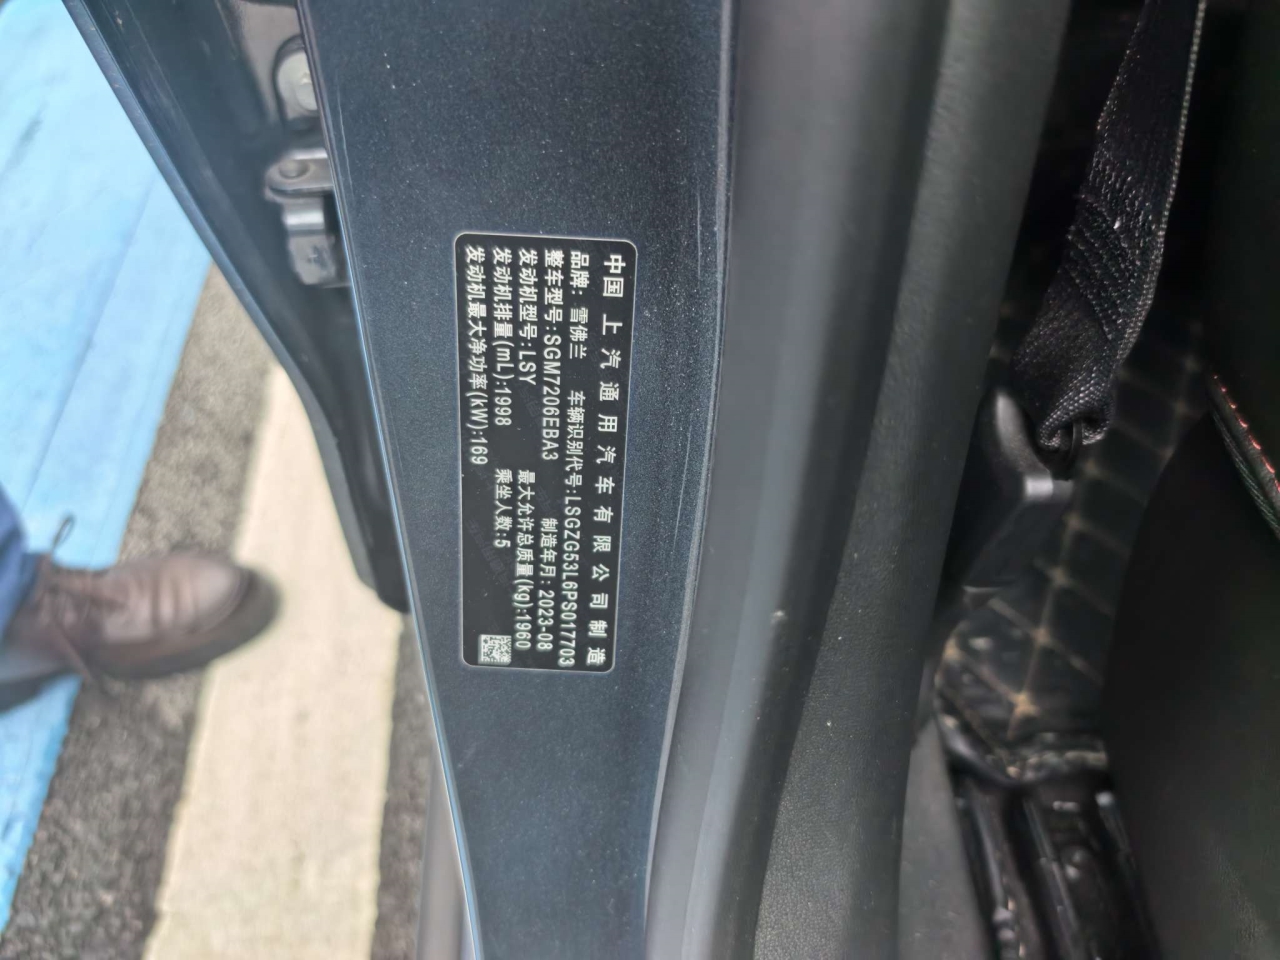 中国 上汽通用汽车有限公司制造
品牌: 雪佛兰 车辆识别代号:LSGZG53L6PS017703
整车型号:SGM7206EBA3 制造年月:2023-08
发动机型号:LSY 最大允许总质量(kg):1960
发动机排量(mL):1998 乘坐人数:5
发动机最大净功率(kW):169